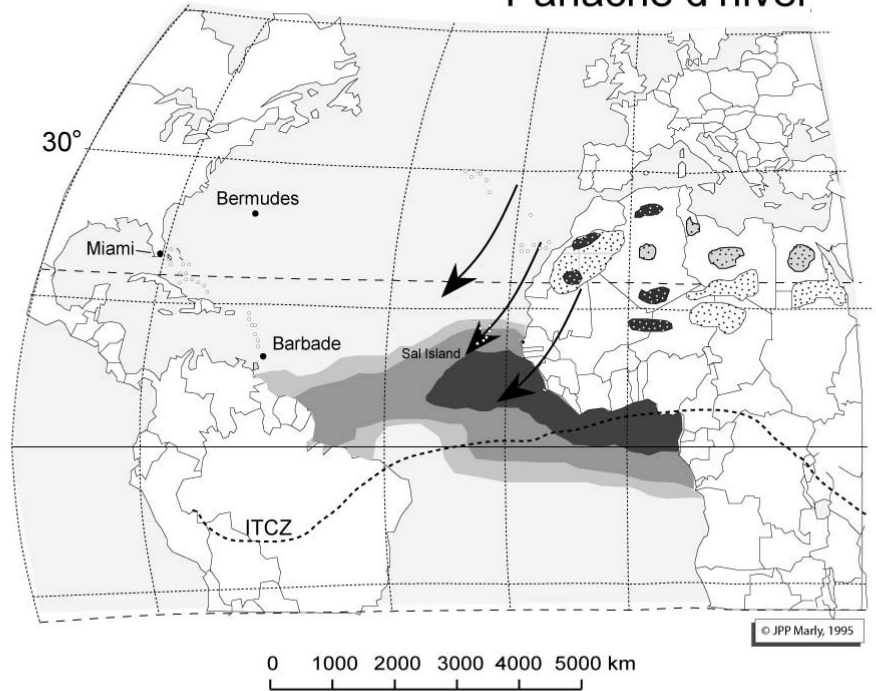 Panache d'hiver
30°
Bermudes
Miami
Barbade
Sal Island
ITCZ
© JPP Marly, 1995
0 1000 2000 3000 4000 5000 km